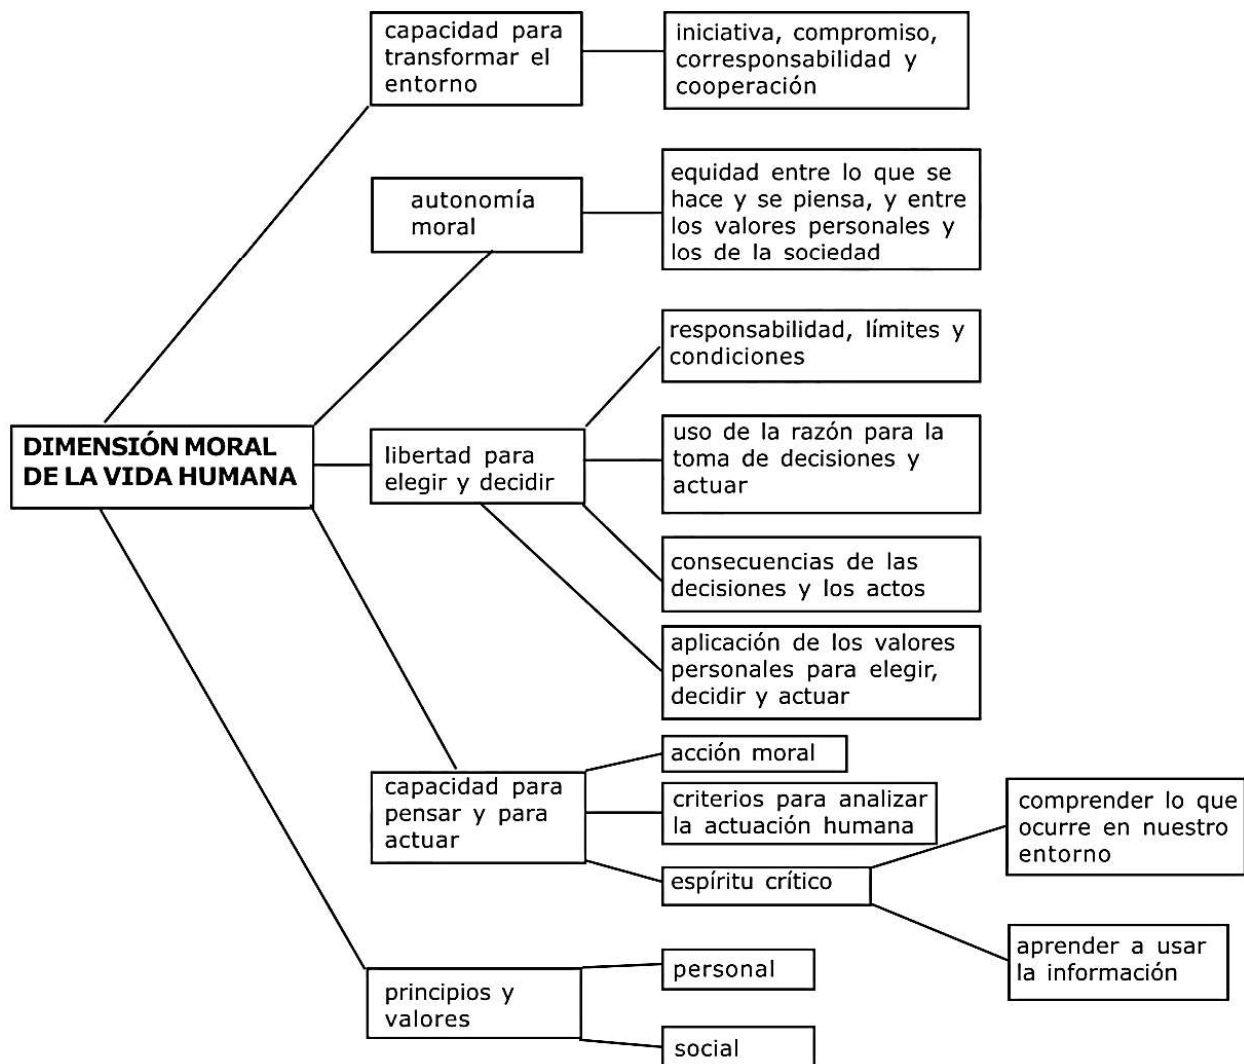 capacidad para
transformar el
entorno
iniciativa, compromiso,
corresponsabilidad y
cooperación
autonomía
moral
equidad entre lo que se
hace y se piensa, y entre
los valores personales y
los de la sociedad
DIMENSIÓN MORAL
DE LA VIDA HUMANA
libertad para
elegir y decidir
responsabilidad, límites y
condiciones
uso de la razón para la
toma de decisiones y
actuar
consecuencias de las
decisiones y los actos
aplicación de los valores
personales para elegir,
decidir y actuar
capacidad para
pensar y para
actuar
acción moral
criterios para analizar
la actuación humana
espíritu crítico
comprender lo que
ocurre en nuestro
entorno
aprender a usar
la información
principios y
valores
personal
social